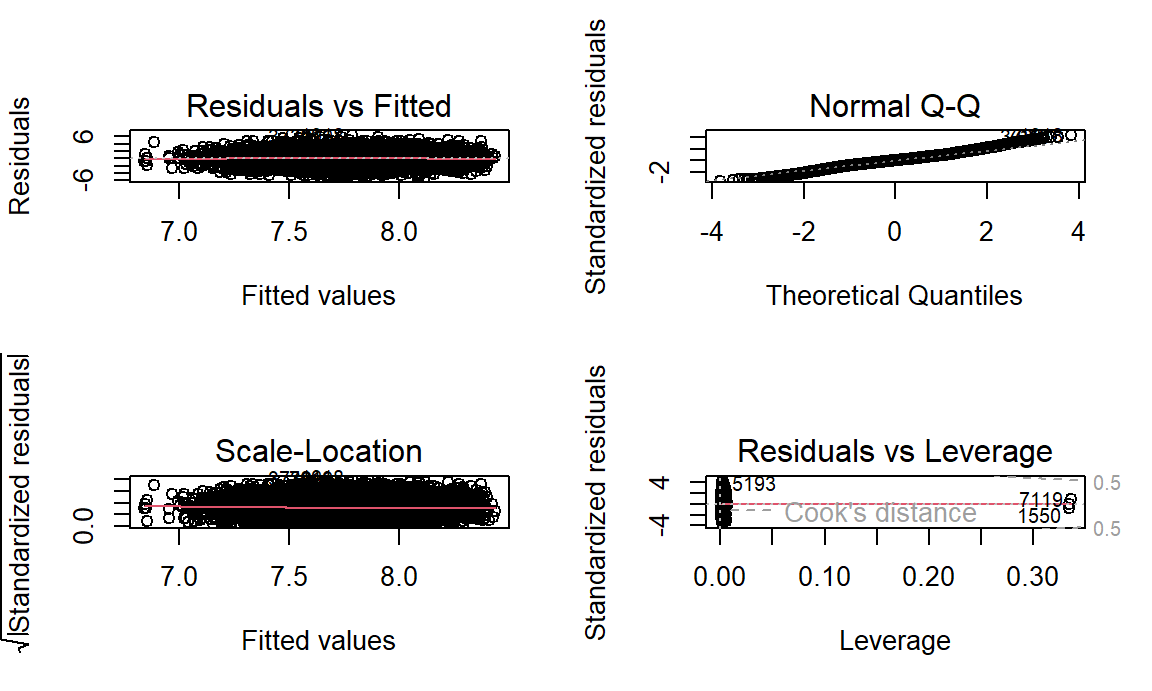 Residuals vs Fitted
Residuals
6
-6
7.0 7.5 8.0
Fitted values
Normal Q-Q
Standardized residuals
-2
-4 -2 0 2 4
Theoretical Quantiles
Scale-Location
√|Standardized residuals|
0.0
7.0 7.5 8.0
Fitted values
Residuals vs Leverage
Standardized residuals
4
-4
5193
7119
1550
Cook's distance
0.5
0.5
0.00 0.10 0.20 0.30
Leverage